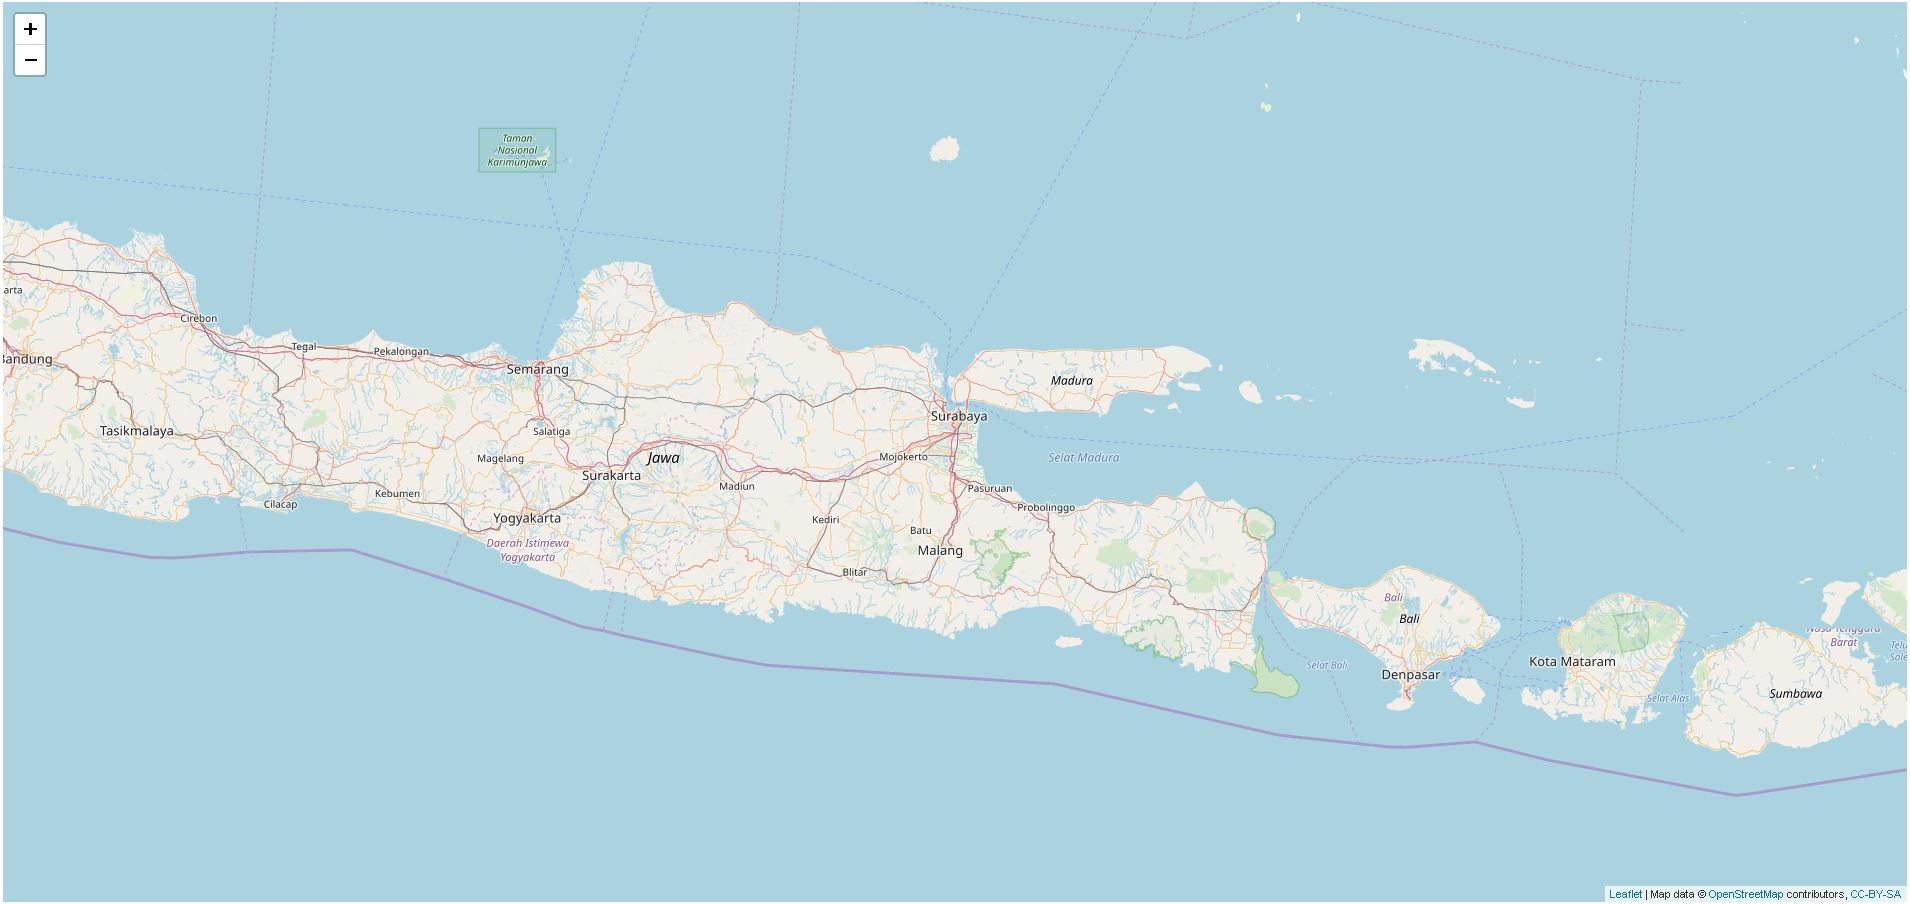 +
−
Taman
Nasional
Karimunjawa
arta
Cirebon
Bandung
Tegal
Pekalongan
Semarang
Madura
Surabaya
Tasikmalaya
Salatiga
Magelang
Jawa
Mojokerto
Selat Madura
Surakarta
Madiun
Pasuruan
Kebumen
Cilacap
Probolinggo
Yogyakarta
Kediri
Batu
Daerah Istimewa
Yogyakarta
Malang
Blitar
Bali
Bali
Nusa Tenggara
Barat
Kota Mataram
Selat Bali
Denpasar
Selat Alas
Sumbawa
Leaflet | Map data © OpenStreetMap contributors, CC-BY-SA